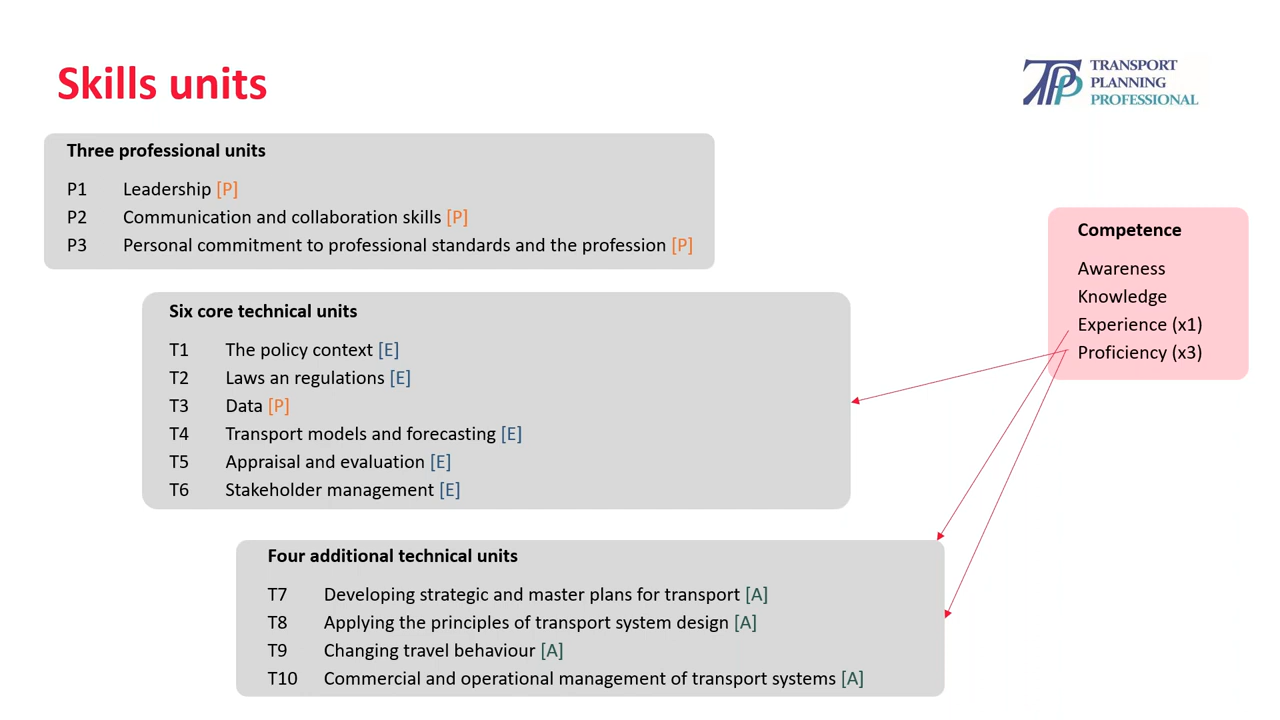 Skills units
TRANSPORT
PLANNING
PROFESSIONAL
Three professional units
P1 Leadership [P]
P2 Communication and collaboration skills [P]
P3 Personal commitment to professional standards and the profession [P]
Competence
Awareness
Knowledge
Experience (x1)
Proficiency (x3)
Six core technical units
T1 The policy context [E]
T2 Laws an regulations [E]
T3 Data [P]
T4 Transport models and forecasting [E]
T5 Appraisal and evaluation [E]
T6 Stakeholder management [E]
Four additional technical units
T7 Developing strategic and master plans for transport [A]
T8 Applying the principles of transport system design [A]
T9 Changing travel behaviour [A]
T10 Commercial and operational management of transport systems [A]